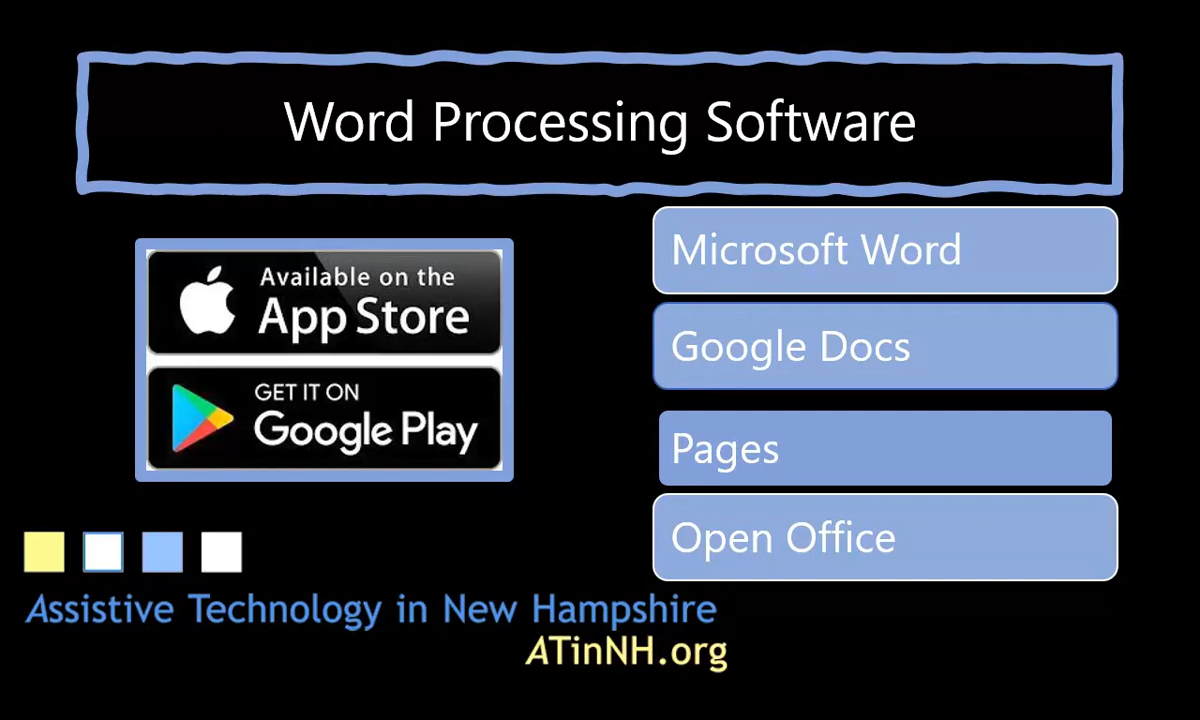 Word Processing Software
Available on the
App Store
GET IT ON
Google Play
Microsoft Word
Google Docs
Pages
Open Office
Assistive Technology in New Hampshire
ATinNH.org